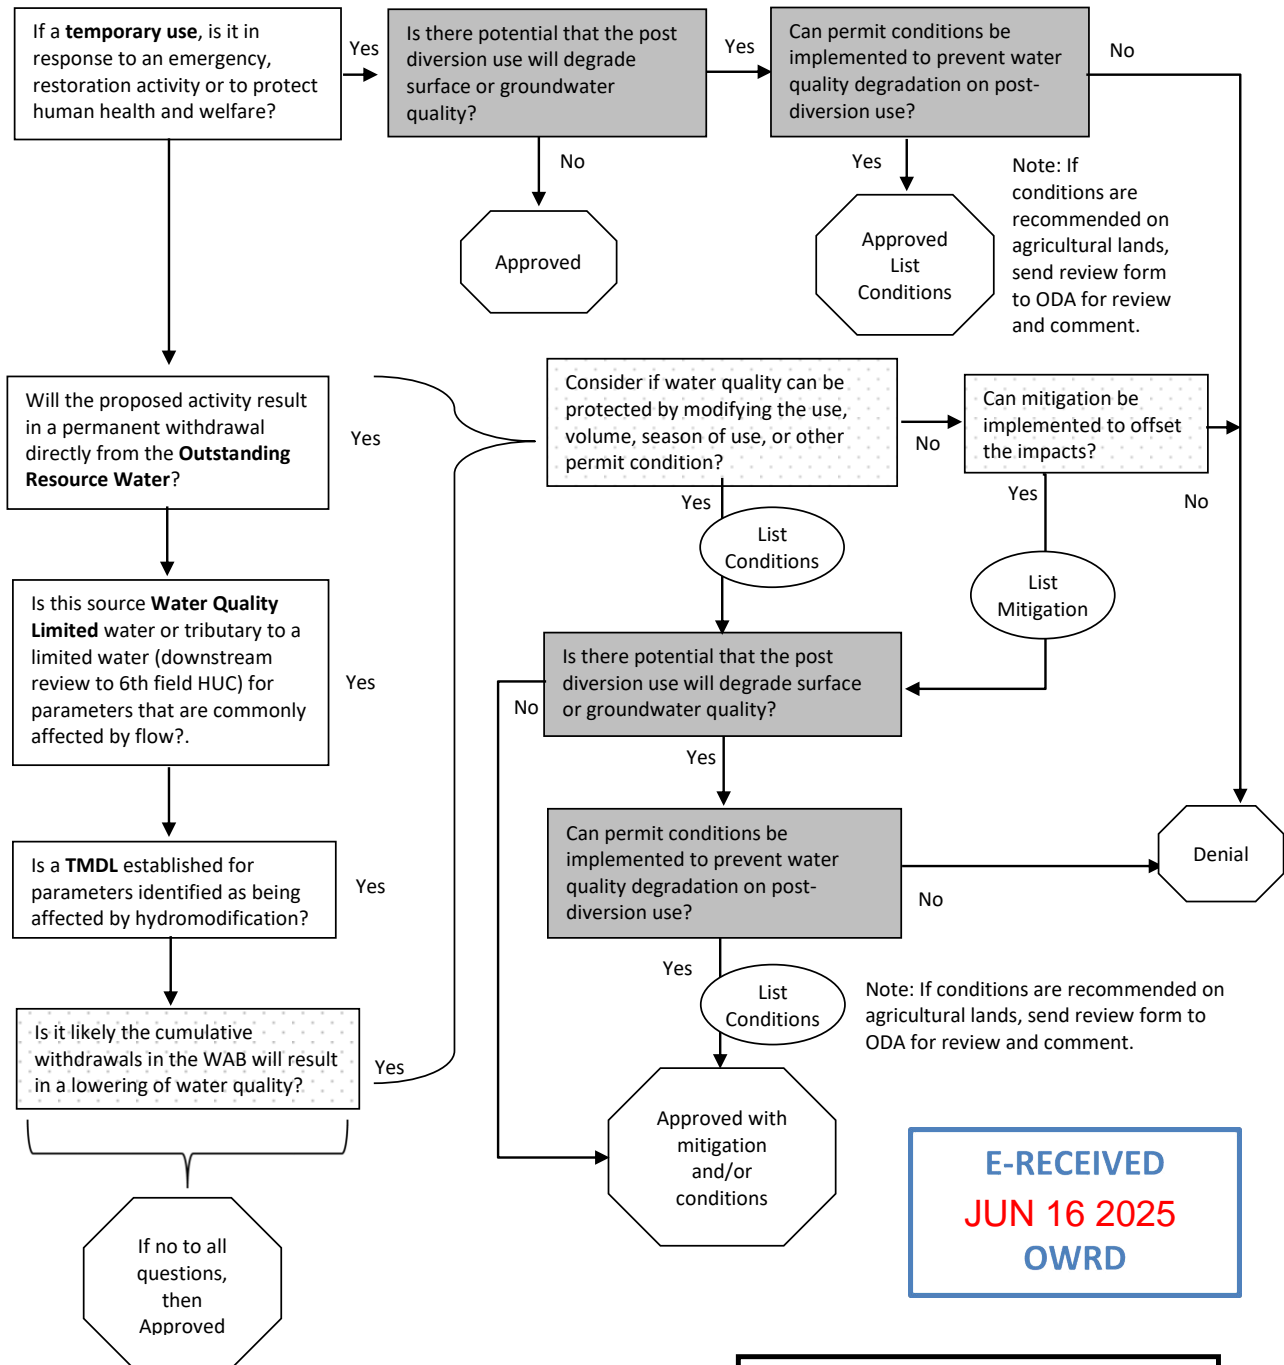 If a temporary use, is it in
response to an emergency,
restoration activity or to protect
human health and welfare?
Yes
Is there potential that the post
diversion use will degrade
surface or groundwater
quality?
Yes
Can permit conditions be
implemented to prevent water
quality degradation on post-
diversion use?
No
No
Approved
Yes
Approved
List
Conditions
Note: If
conditions are
recommended on
agricultural lands,
send review form
to ODA for review
and comment.
Will the proposed activity result
in a permanent withdrawal
directly from the Outstanding
Resource Water?
Yes
Consider if water quality can be
protected by modifying the use,
volume, season of use, or other
permit condition?
No
Can mitigation be
implemented to offset
the impacts?
No
Yes
List
Conditions
Yes
List
Mitigation
Is this source Water Quality
Limited water or tributary to a
limited water (downstream
review to 6th field HUC) for
parameters that are commonly
affected by flow?.
Yes
Is there potential that the post
diversion use will degrade surface
or groundwater quality?
No
Yes
Is a TMDL established for
parameters identified as being
affected by hydromodification?
Yes
Can permit conditions be
implemented to prevent water
quality degradation on post-
diversion use?
No
Denial
Yes
List
Conditions
Note: If conditions are recommended on
agricultural lands, send review form to
ODA for review and comment.
Is it likely the cumulative
withdrawals in the WAB will result
in a lowering of water quality?
Yes
Approved with
mitigation
and/or
conditions
E-RECEIVED
JUN 16 2025
OWRD
If no to all
questions,
then
Approved